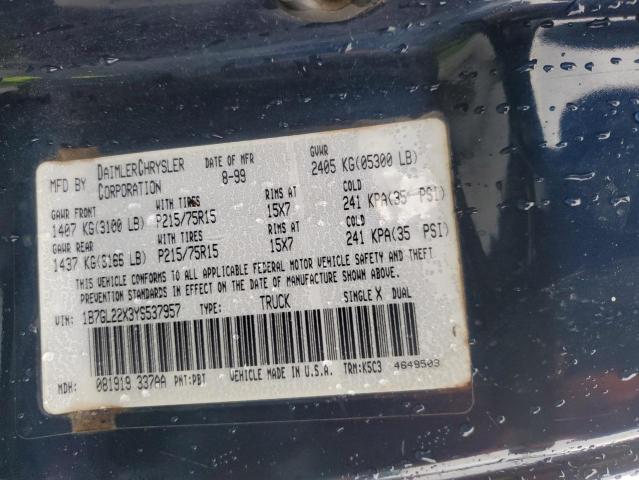 MFD BY DAIMLERCHRYSLER CORPORATION DATE OF MFR 8-99 GVWR 2405 KG(05300 LB)
GAWR FRONT WITH TIRES RIMS AT COLD
1407 KG(3100 LB) P215/75R15 15X7 241 KPA(35 PSI)
GAWR REAR WITH TIRES RIMS AT COLD
1437 KG(3166 LB) P215/75R15 15X7 241 KPA(35 PSI)
THIS VEHICLE CONFORMS TO ALL APPLICABLE FEDERAL MOTOR VEHICLE SAFETY AND THEFT
PREVENTION STANDARDS IN EFFECT ON THE DATE OF MANUFACTURE SHOWN ABOVE.
VIN: 1B7GL22X3YS537957 TYPE: TRUCK SINGLE X DUAL
MDH: 081919 337AA PNT:PBT VEHICLE MADE IN U.S.A. TRM:K5C3 4649503